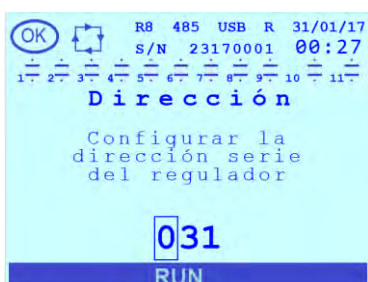 OK R8 485 USB R 31/01/17
S/N 23170001 00:27
1 2 3 4 5 6 7 8 9 10 11
Dirección
Configurar la
dirección serie
del regulador
031
RUN